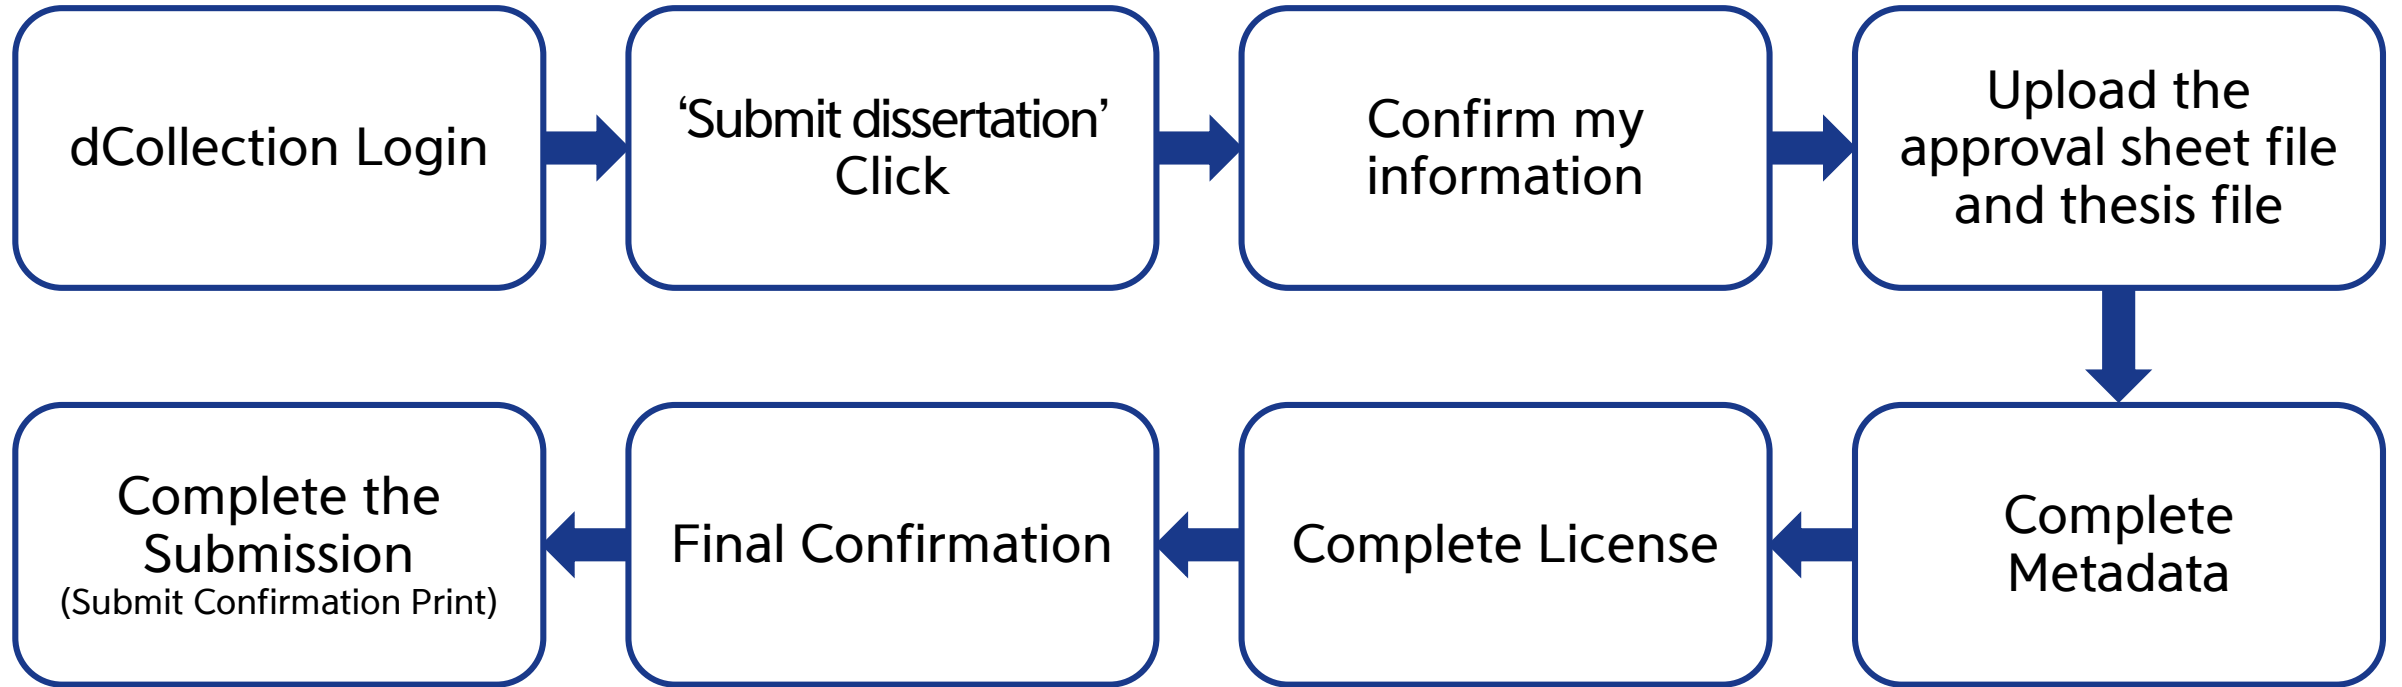 dCollection Login
‘Submit dissertation’
Click
Confirm my
information
Upload the
approval sheet file
and thesis file
Complete
Metadata
Complete License
Final Confirmation
Complete the
Submission
(Submit Confirmation Print)